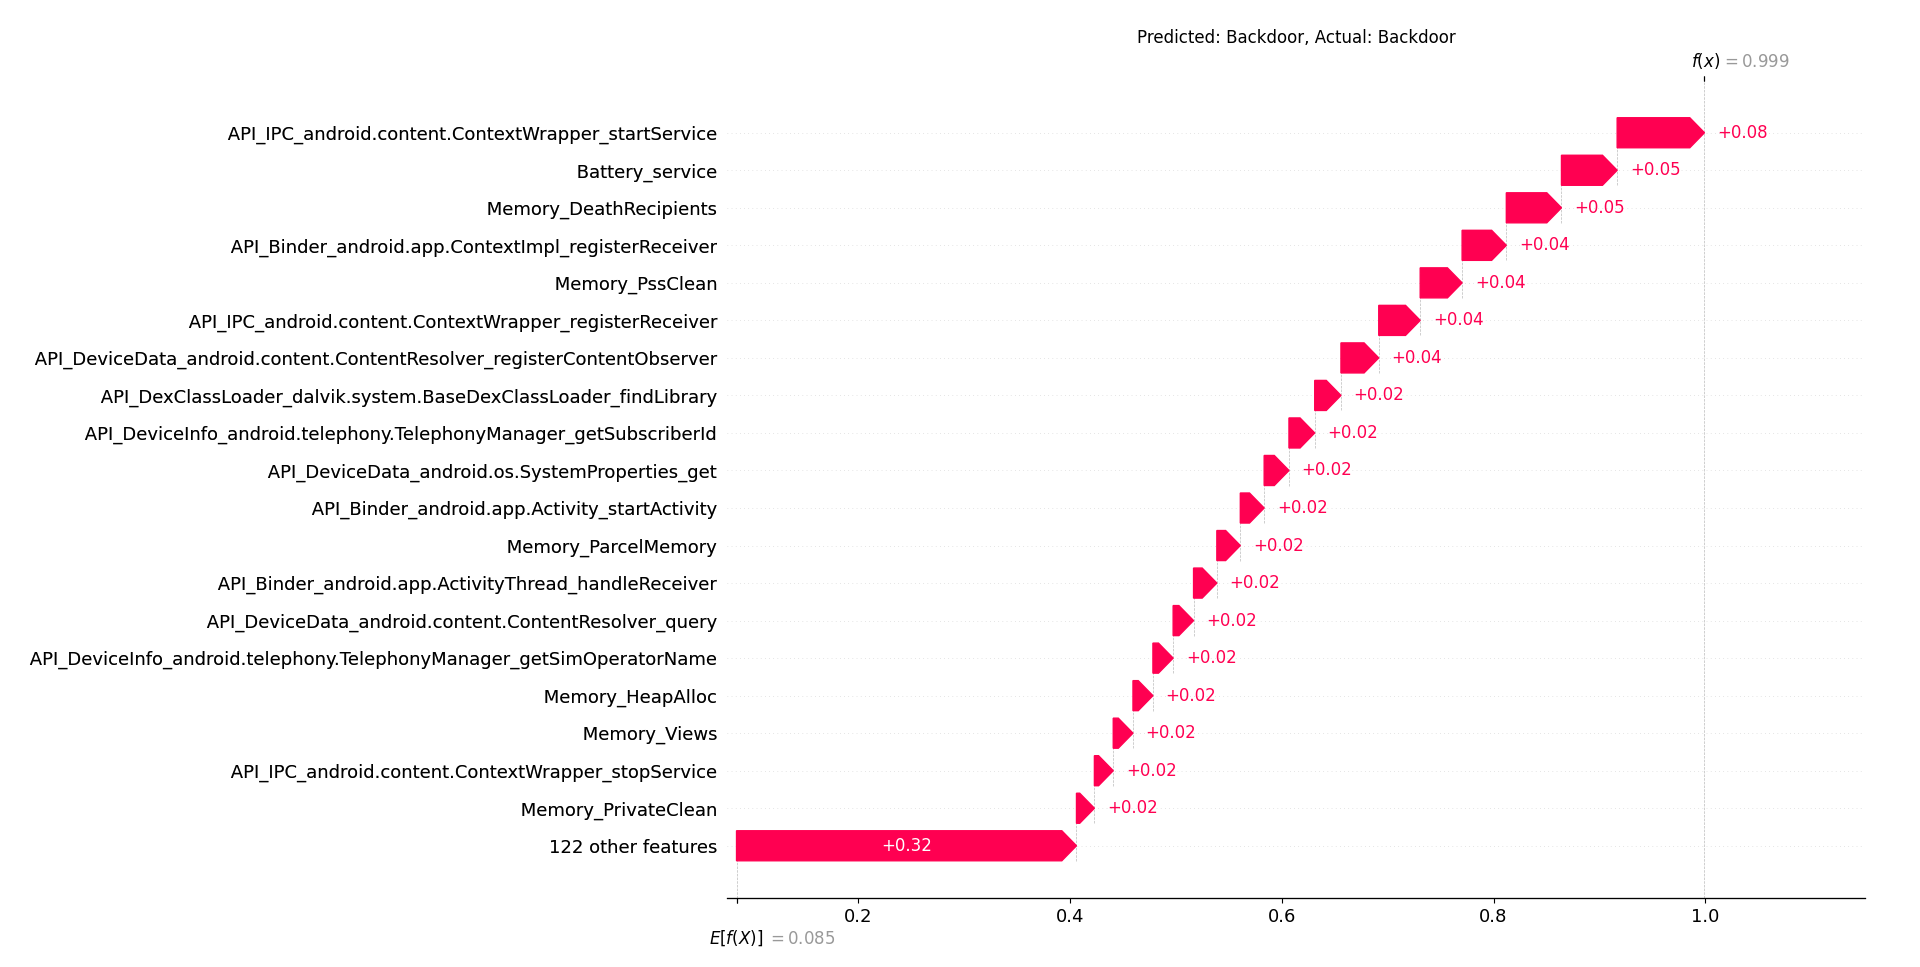 Predicted: Backdoor, Actual: Backdoor
f(x) = 0.999
API_IPC_android.content.ContextWrapper_startService +0.08
Battery_service +0.05
Memory_DeathRecipients +0.05
API_Binder_android.app.ContextImpl_registerReceiver +0.04
Memory_PssClean +0.04
API_IPC_android.content.ContextWrapper_registerReceiver +0.04
API_DeviceData_android.content.ContentResolver_registerContentObserver +0.04
API_DexClassLoader_dalvik.system.BaseDexClassLoader_findLibrary +0.02
API_DeviceInfo_android.telephony.TelephonyManager_getSubscriberId +0.02
API_DeviceData_android.os.SystemProperties_get +0.02
API_Binder_android.app.Activity_startActivity +0.02
Memory_ParcelMemory +0.02
API_Binder_android.app.ActivityThread_handleReceiver +0.02
API_DeviceData_android.content.ContentResolver_query +0.02
API_DeviceInfo_android.telephony.TelephonyManager_getSimOperatorName +0.02
Memory_HeapAlloc +0.02
Memory_Views +0.02
API_IPC_android.content.ContextWrapper_stopService +0.02
Memory_PrivateClean +0.02
122 other features +0.32
0.2 0.4 0.6 0.8 1.0
E[f(X)] = 0.085